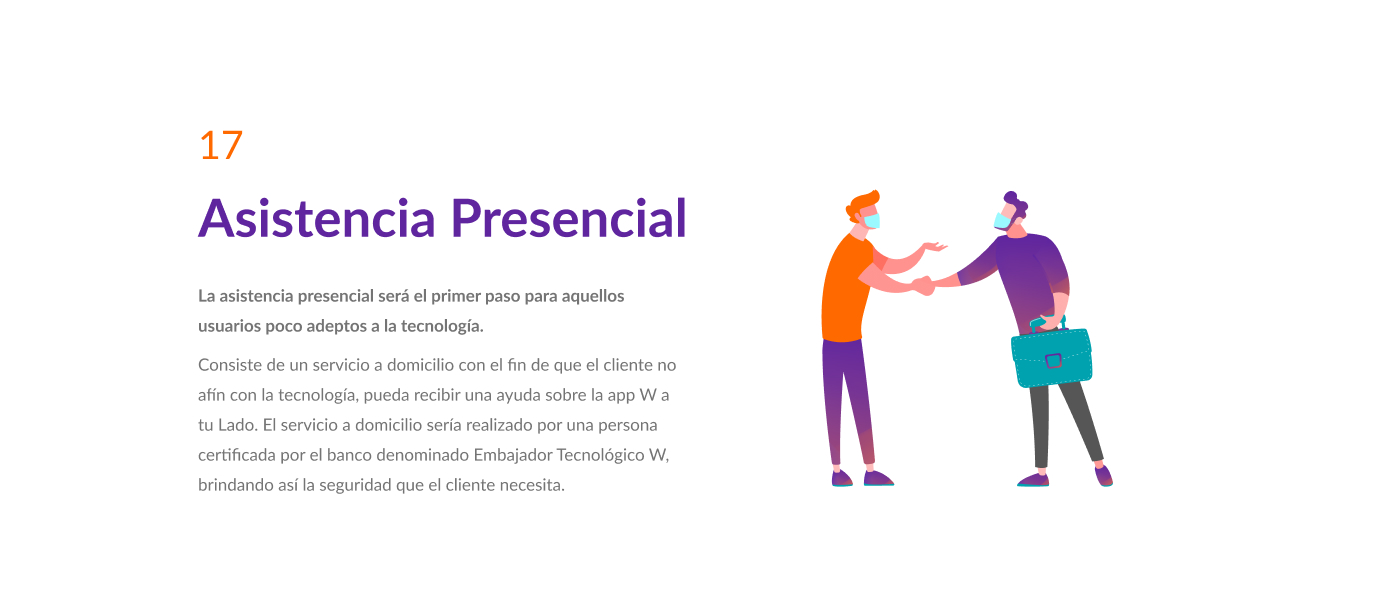 17
Asistencia Presencial
La asistencia presencial será el primer paso para aquellos
usuarios poco adeptos a la tecnología.
Consiste de un servicio a domicilio con el fin de que el cliente no
afín con la tecnología, pueda recibir una ayuda sobre la app W a
tu Lado. El servicio a domicilio sería realizado por una persona
certificada por el banco denominado Embajador Tecnológico W,
brindando así la seguridad que el cliente necesita.